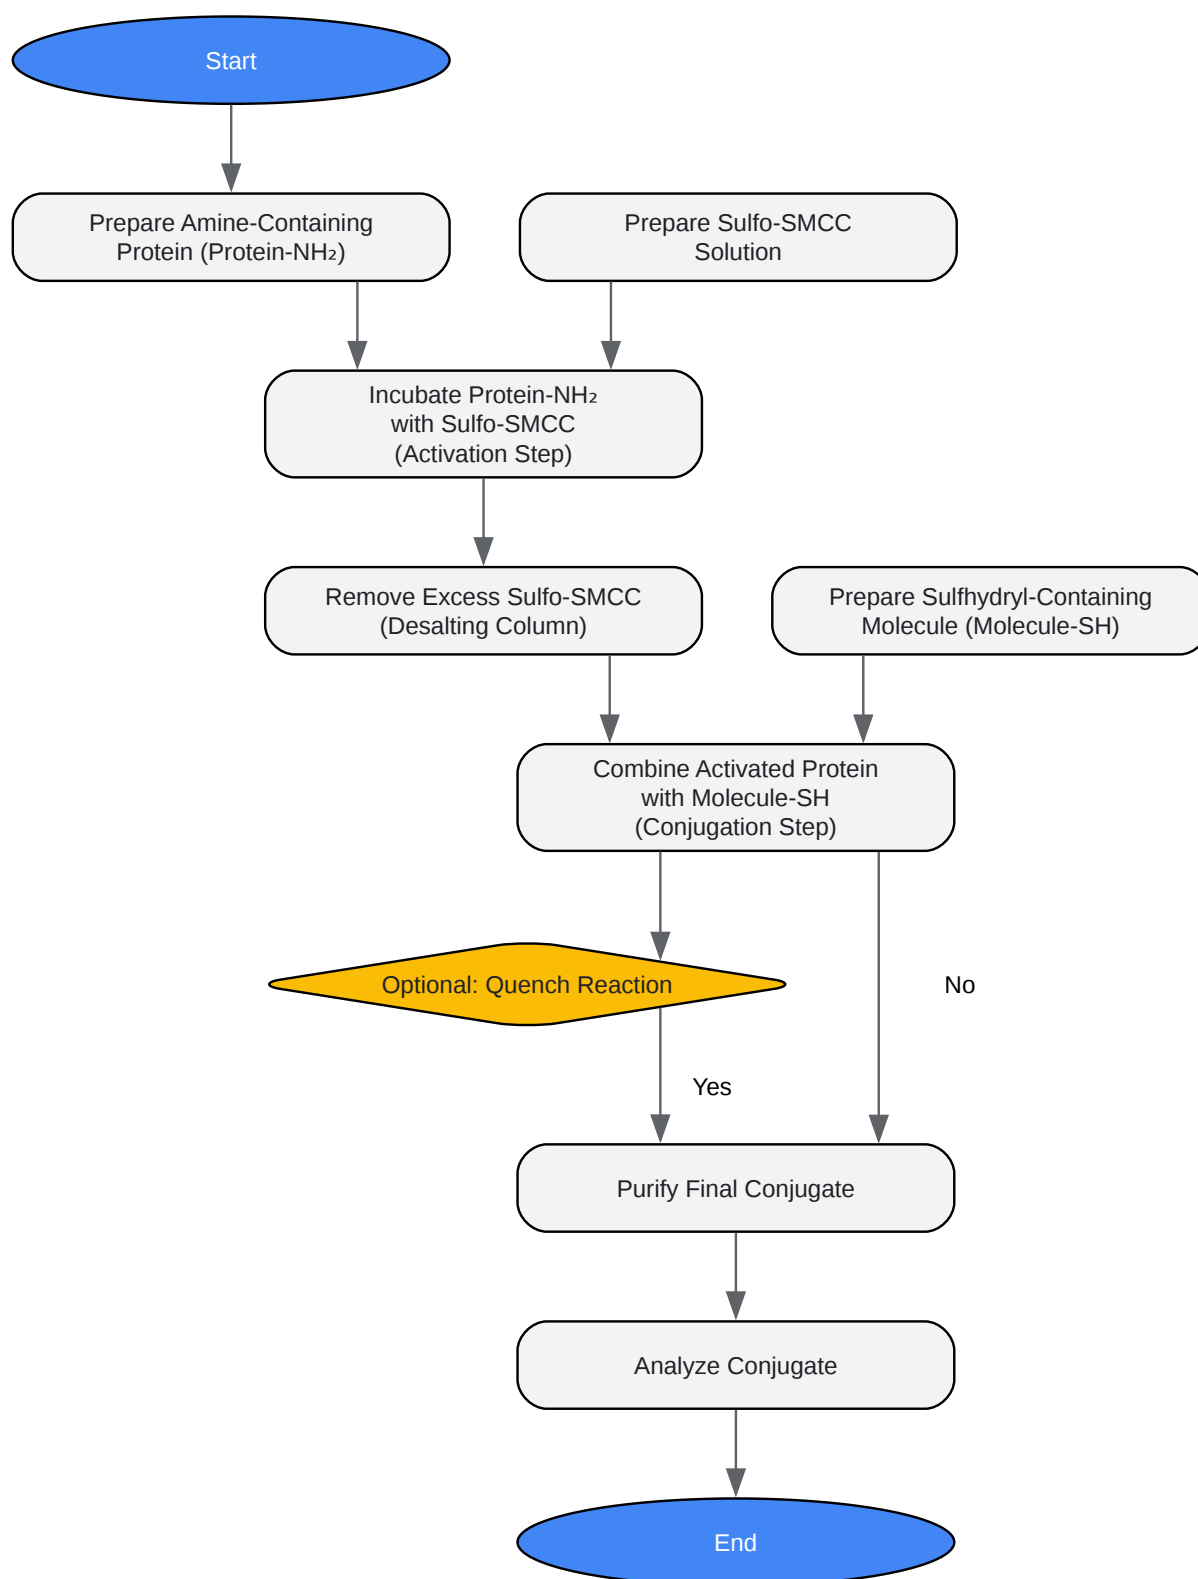 Start
Prepare Amine-Containing
Protein (Protein-NH₂)
Prepare Sulfo-SMCC
Solution
Incubate Protein-NH₂
with Sulfo-SMCC
(Activation Step)
Remove Excess Sulfo-SMCC
(Desalting Column)
Prepare Sulfhydryl-Containing
Molecule (Molecule-SH)
Combine Activated Protein
with Molecule-SH
(Conjugation Step)
Optional: Quench Reaction
No
Yes
Purify Final Conjugate
Analyze Conjugate
End